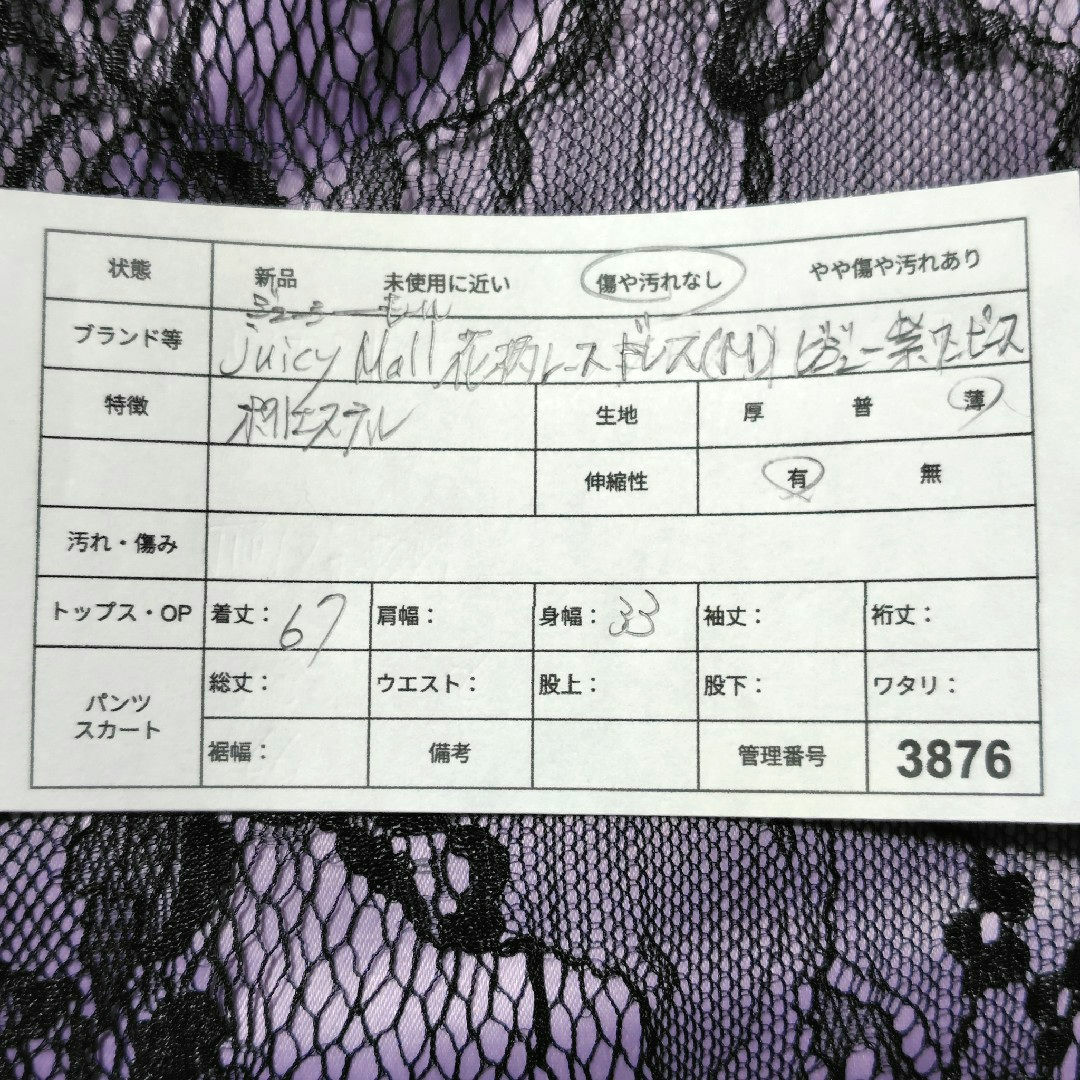 状態 新品 未使用に近い 傷や汚れなし やや傷や汚れあり
ジューシーモール
ブランド等 juicy Mall 花柄レースドレス(M) ビジュー 紫 ワンピース
特徴 ポリエステル 生地 厚 普 薄
伸縮性 有 無
汚れ・傷み
トップス・OP 着丈: 67 肩幅: 身幅: 33 袖丈: 裄丈:
パンツ スカート 総丈: ウエスト: 股上: 股下: ワタリ:
裾幅: 備考 管理番号 3876